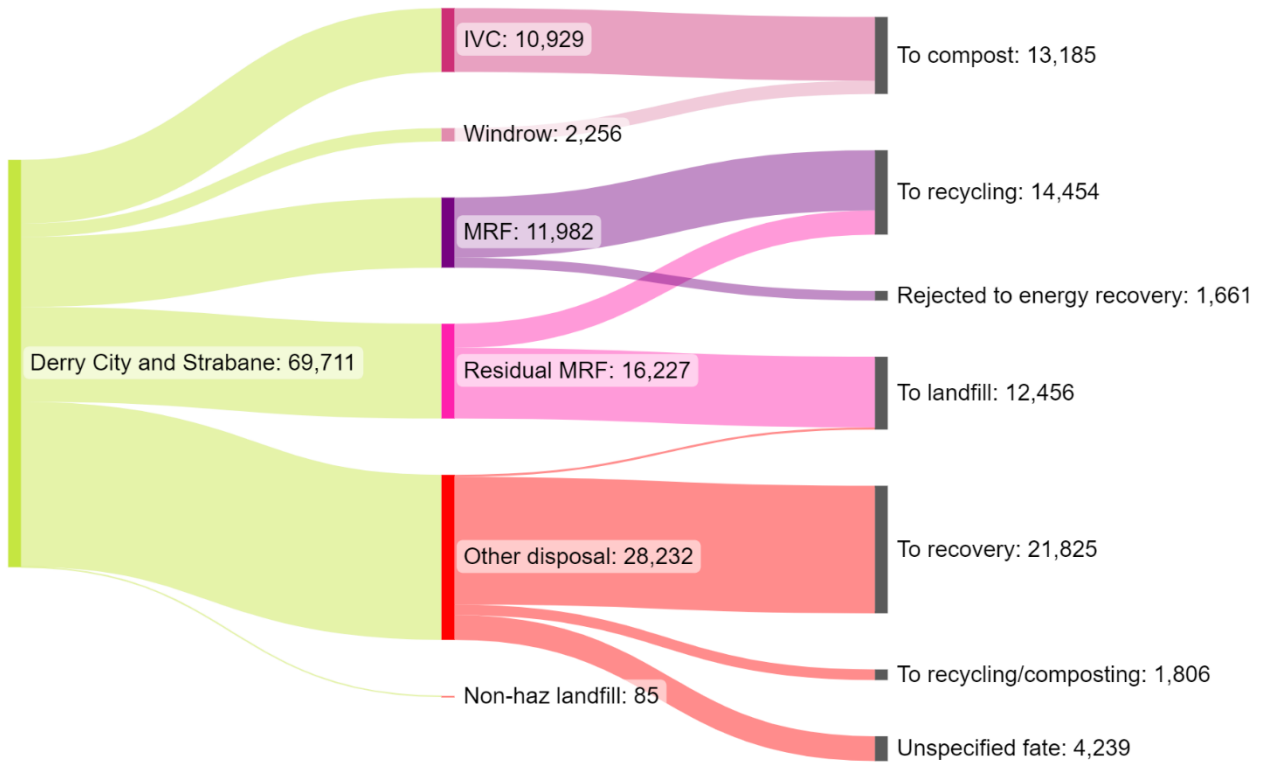 Derry City and Strabane: 69,711
IVC: 10,929
Windrow: 2,256
MRF: 11,982
Residual MRF: 16,227
Other disposal: 28,232
Non-haz landfill: 85
To compost: 13,185
To recycling: 14,454
Rejected to energy recovery: 1,661
To landfill: 12,456
To recovery: 21,825
To recycling/composting: 1,806
Unspecified fate: 4,239